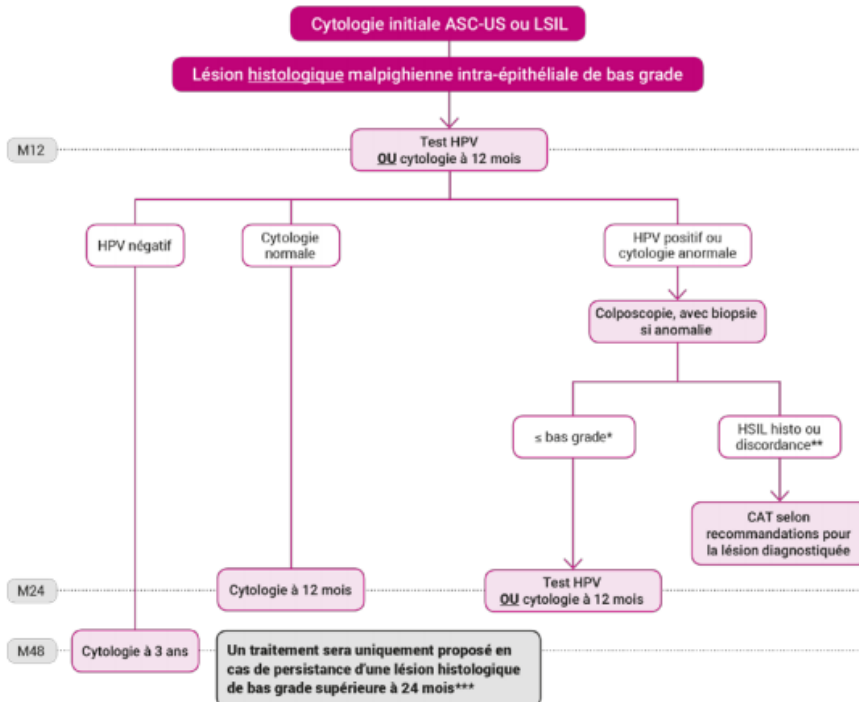 Cytologie initiale ASC-US ou LSIL
Lésion histologique malpighienne intra-épithéliale de bas grade
M12
Test HPV
OU cytologie à 12 mois
HPV négatif
Cytologie
normale
HPV positif ou
cytologie anormale
Colposcopie, avec biopsie
si anomalie
≤ bas grade*
HSIL histo ou
discordance**
CAT selon
recommandations pour
la lésion diagnostiquée
M24
Cytologie à 12 mois
Test HPV
OU cytologie à 12 mois
M48
Cytologie à 3 ans
Un traitement sera uniquement proposé en
cas de persistance d'une lésion histologique
de bas grade supérieure à 24 mois***